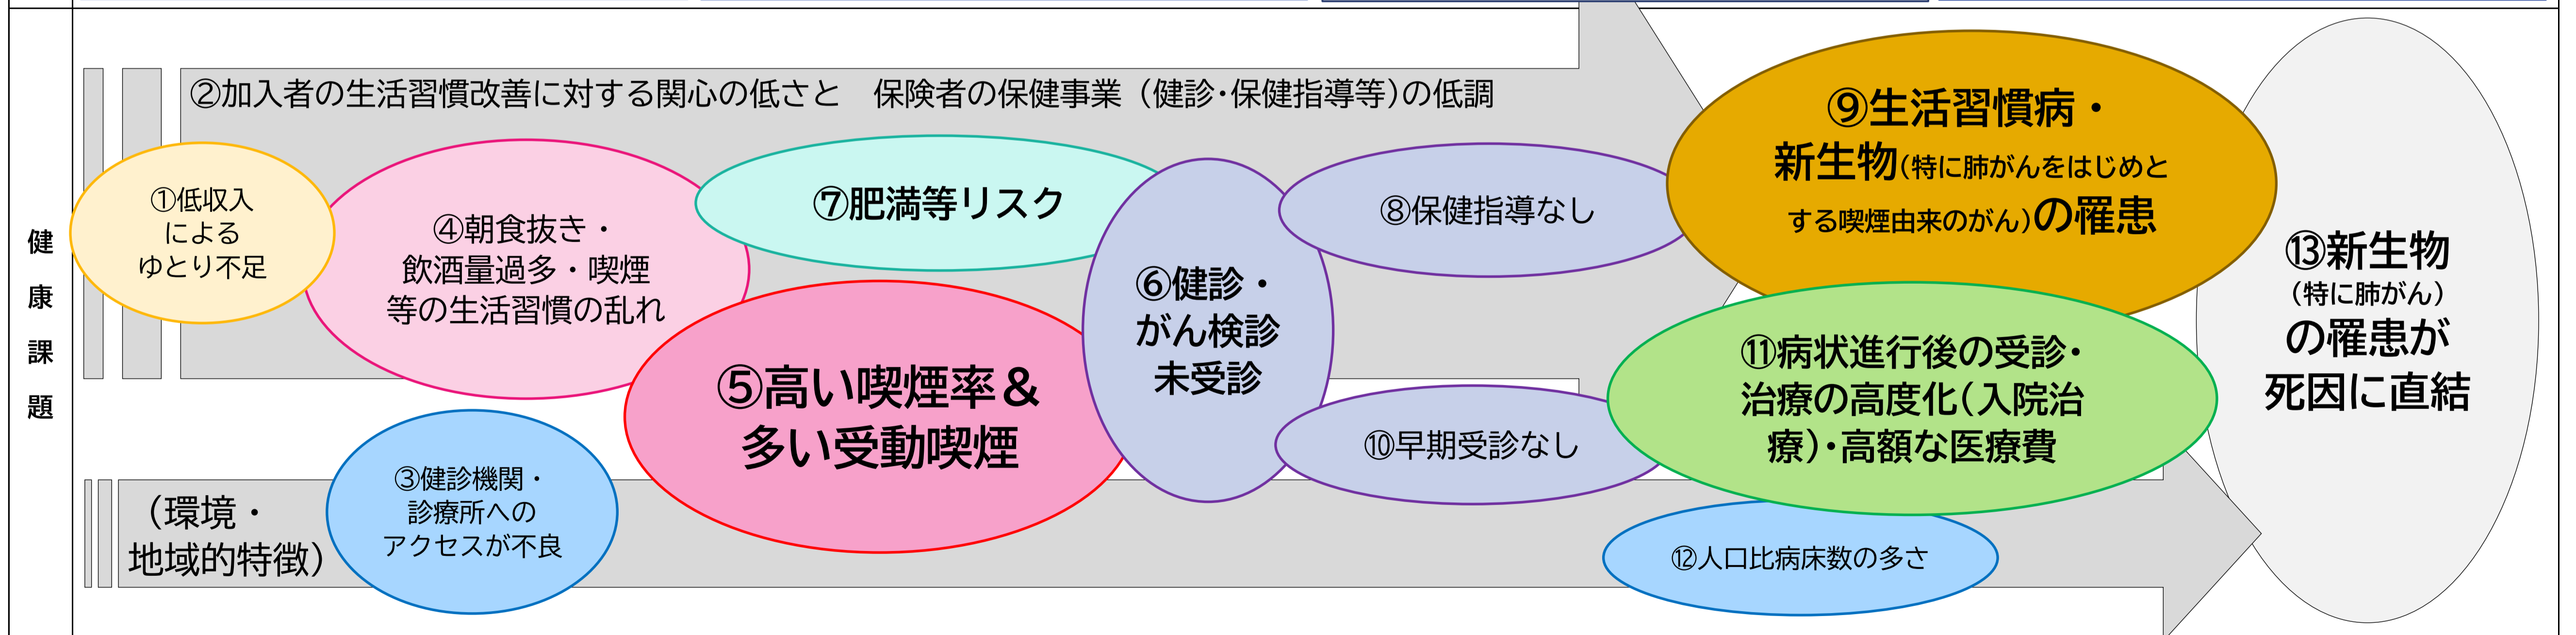 健
康
課
題
②加入者の生活習慣改善に対する関心の低さと　保険者の保健事業（健診・保健指導等）の低調
①低収入
による
ゆとり不足
④朝食抜き・
飲酒量過多・喫煙
等の生活習慣の乱れ
⑦肥満等リスク
⑤高い喫煙率＆
多い受動喫煙
③健診機関・
診療所への
アクセスが不良
（環境・
地域的特徴）
⑥健診・
がん検診
未受診
⑧保健指導なし
⑩早期受診なし
⑨生活習慣病・
新生物（特に肺がんをはじめと
する喫煙由来のがん）の罹患
⑪病状進行後の受診・
治療の高度化（入院治
療）・高額な医療費
⑫人口比病床数の多さ
⑬新生物
（特に肺がん）
の罹患が
死因に直結